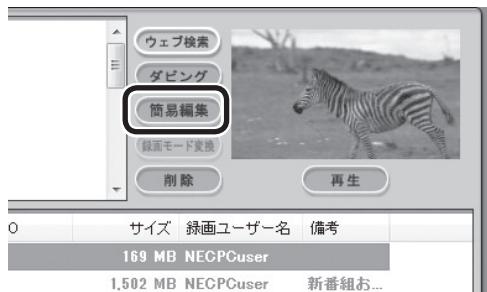 ウェブ検索
ダビング
簡易編集
録画モード変換
削除
再生
サイズ 録画ユーザー名 備考
169 MB NECPCuser
1,502 MB NECPCuser 新番組お...